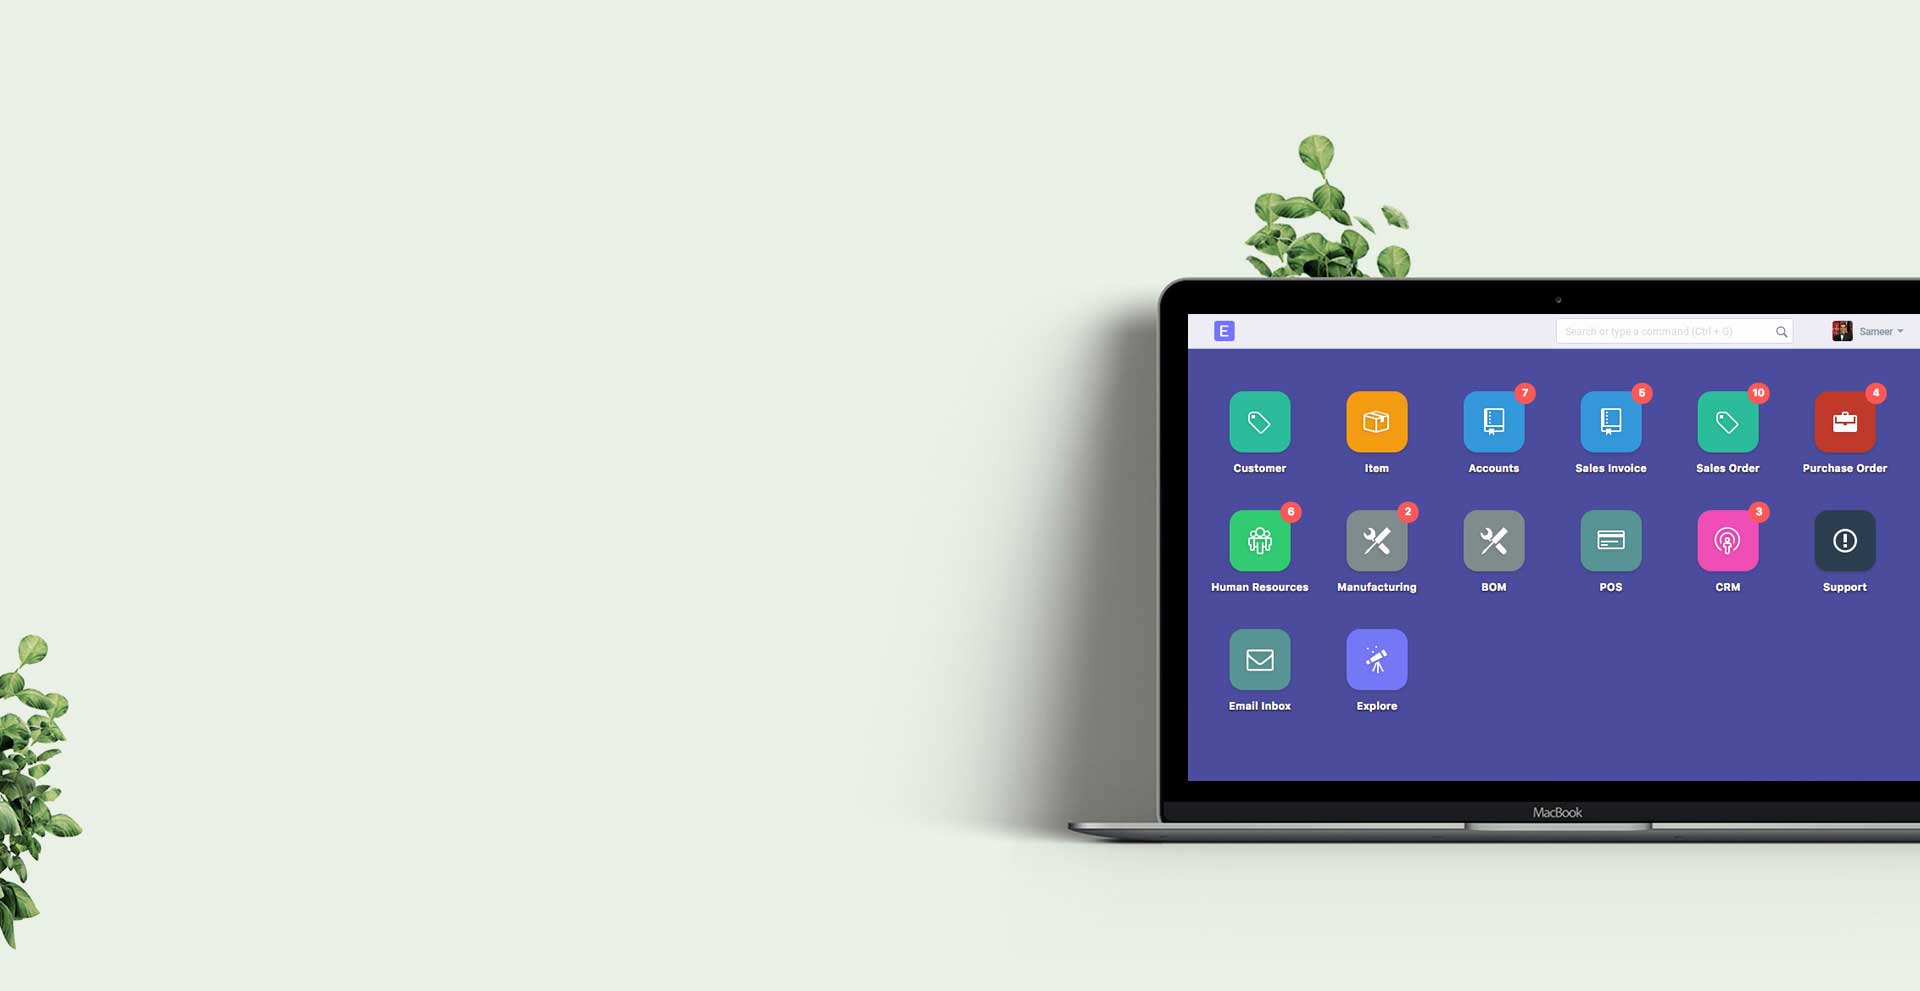 E
Search or type a command (Ctrl + G)
Sameer
7
5
10
4
Customer
Item
Accounts
Sales Invoice
Sales Order
Purchase Order
6
2
3
Human Resources
Manufacturing
BOM
POS
CRM
Support
Email Inbox
Explore
MacBook